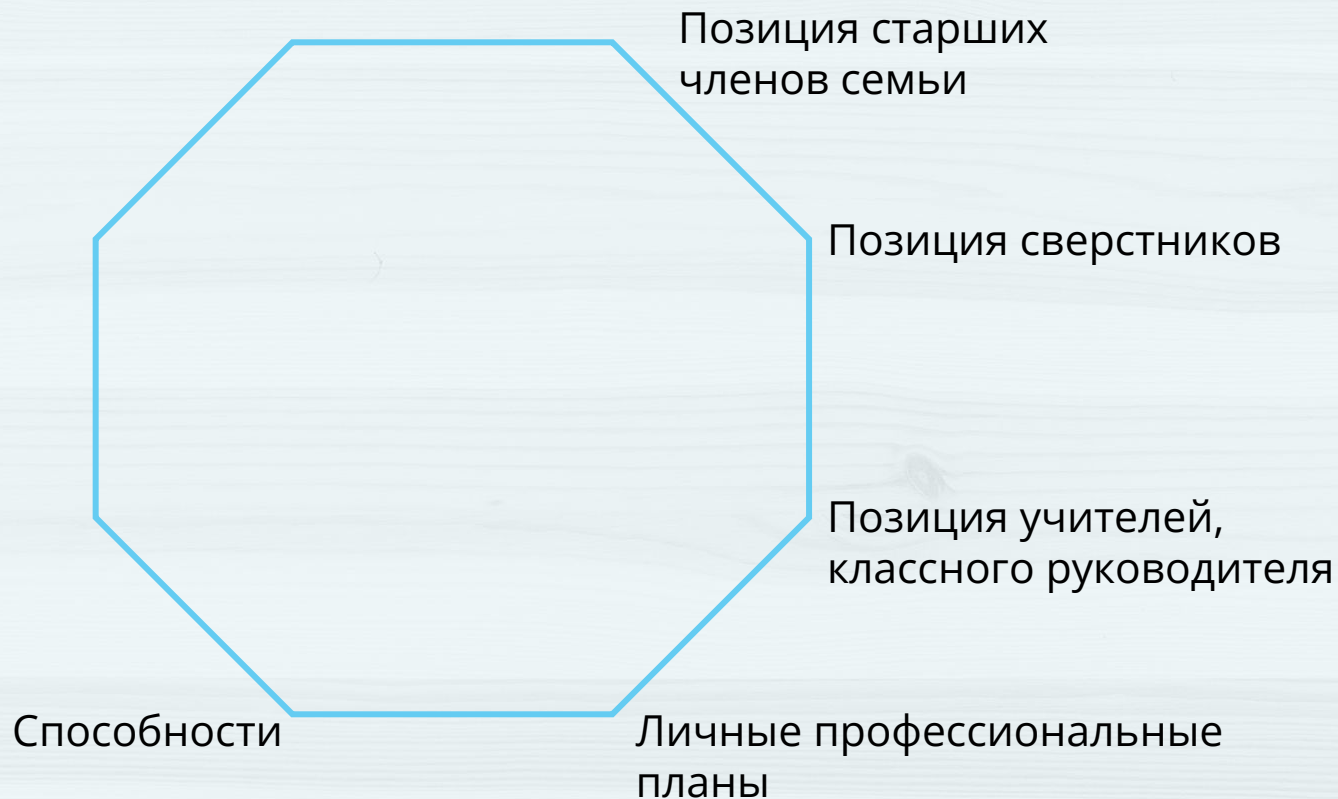 Позиция старших
членов семьи
Позиция сверстников
Позиция учителей,
классного руководителя
Способности
Личные профессиональные
планы